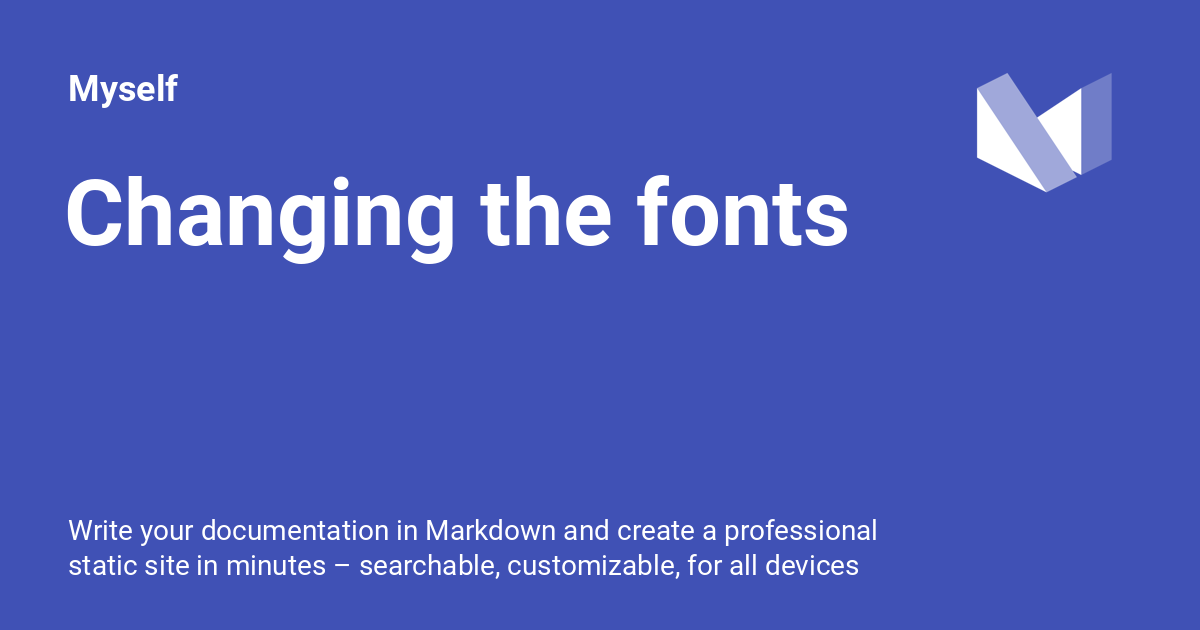 Myself
Changing the fonts
Write your documentation in Markdown and create a professional
static site in minutes – searchable, customizable, for all devices